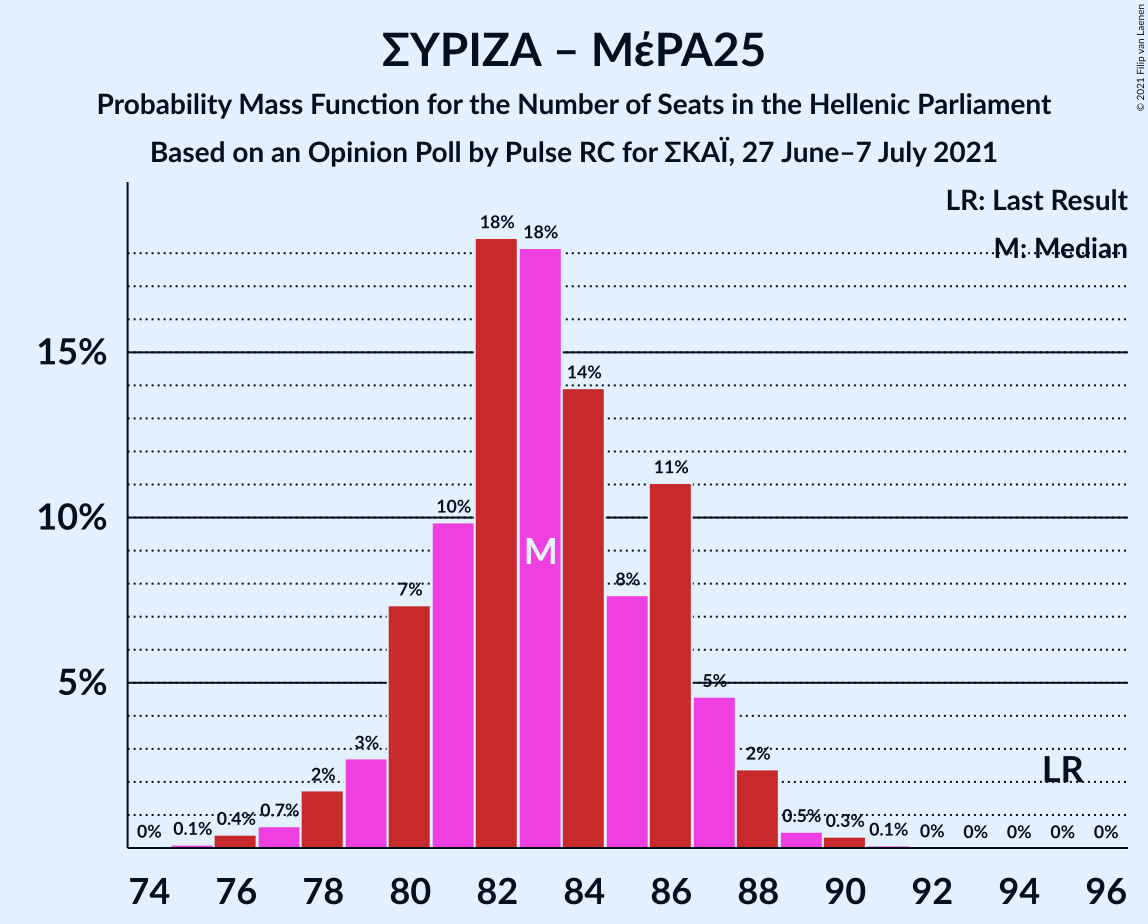 ΣΥΡΙΖΑ – ΜέΡΑ25
Probability Mass Function for the Number of Seats in the Hellenic Parliament
Based on an Opinion Poll by Pulse RC for ΣΚΑΪ, 27 June–7 July 2021
© 2021 Filip van Laenen
LR: Last Result
M: Median
15%
10%
5%
0%
0.1%
0.4%
0.7%
2%
3%
7%
10%
18%
18%
14%
8%
11%
5%
2%
0.5%
0.3%
0.1%
0%
0%
0%
0%
0%
M
LR
74 76 78 80 82 84 86 88 90 92 94 96